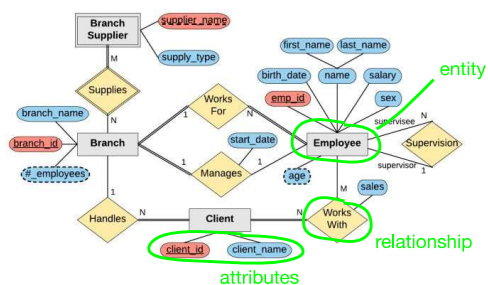 Branch
Supplier
supplier_name
supply_type
first_name
last_name
M
Supplies
birth_date
name
salary
entity
Works
For
emp_id
sex
branch_name
N
1
N
supervisee
N
branch_id
Branch
start_date
Employee
Supervision
#_employees
1
Manages
1
age
supervisor
1
1
M
sales
Handles
N
Client
N
Works
With
relationship
client_id
client_name
attributes